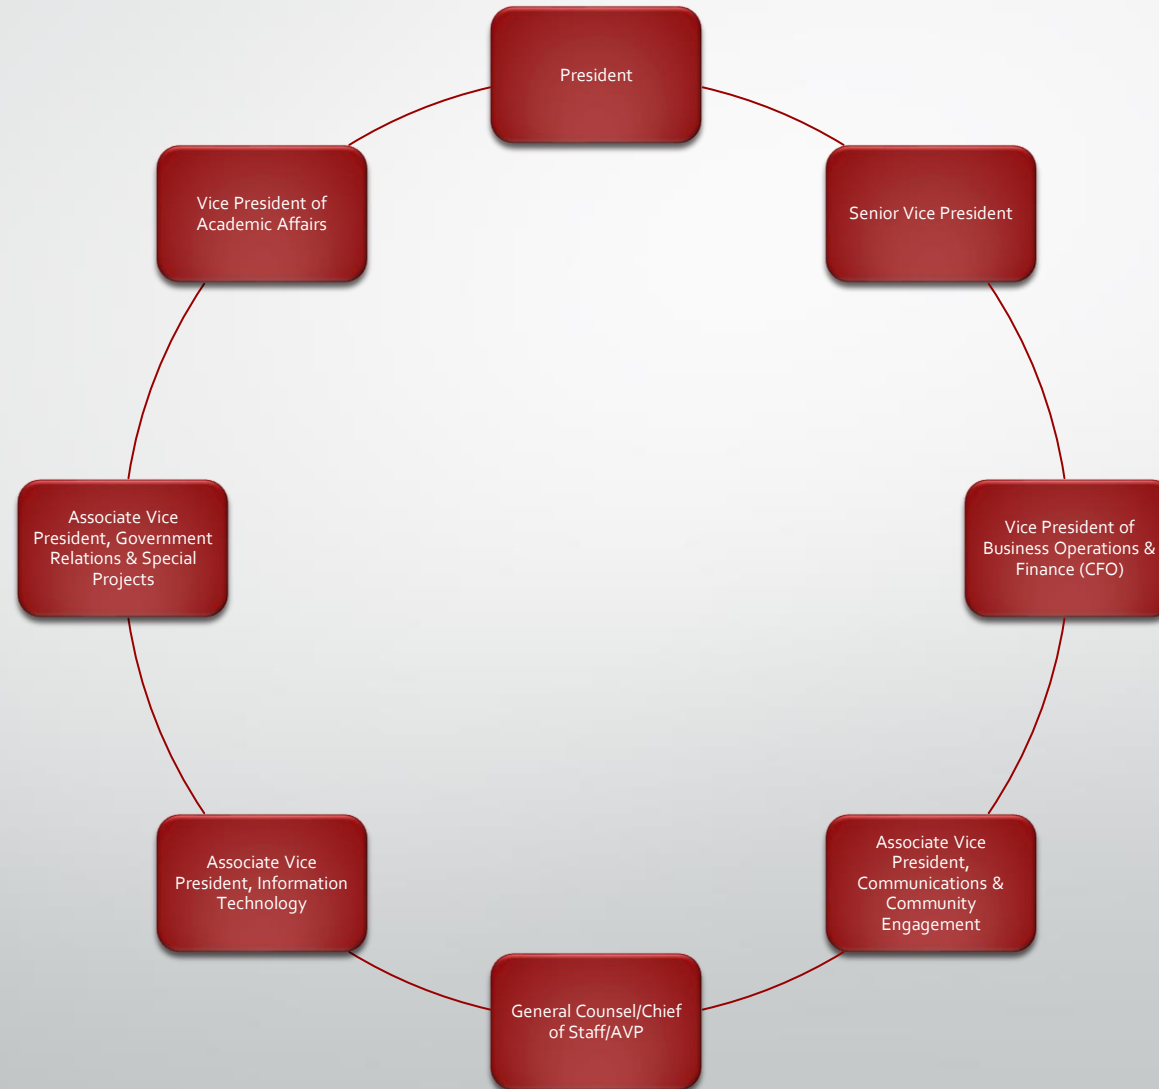 President
Senior Vice President
Vice President of
Business Operations &
Finance (CFO)
Associate Vice
President,
Communications &
Community
Engagement
General Counsel/Chief
of Staff/AVP
Associate Vice
President, Information
Technology
Associate Vice
President, Government
Relations & Special
Projects
Vice President of
Academic Affairs